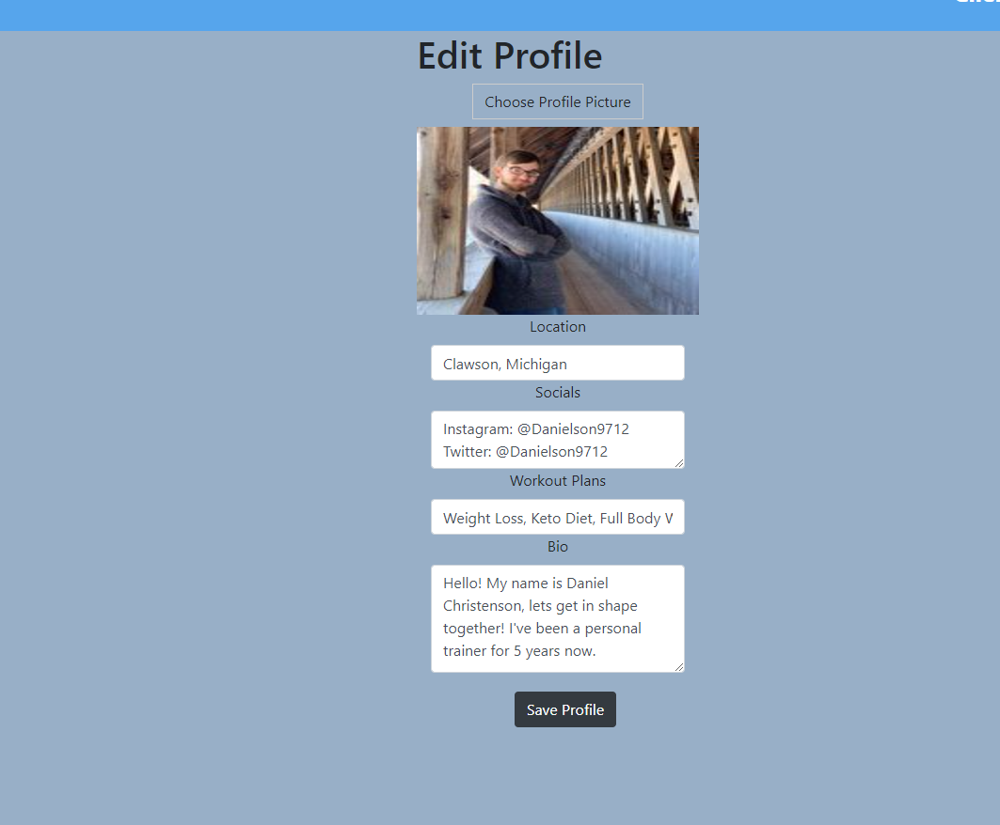 Edit Profile
Choose Profile Picture
Location
Clawson, Michigan
Socials
Instagram: @Danielson9712
Twitter: @Danielson9712
Workout Plans
Weight Loss, Keto Diet, Full Body
Bio
Hello! My name is Daniel
Christenson, lets get in shape
together! I've been a personal
trainer for 5 years now.
Save Profile